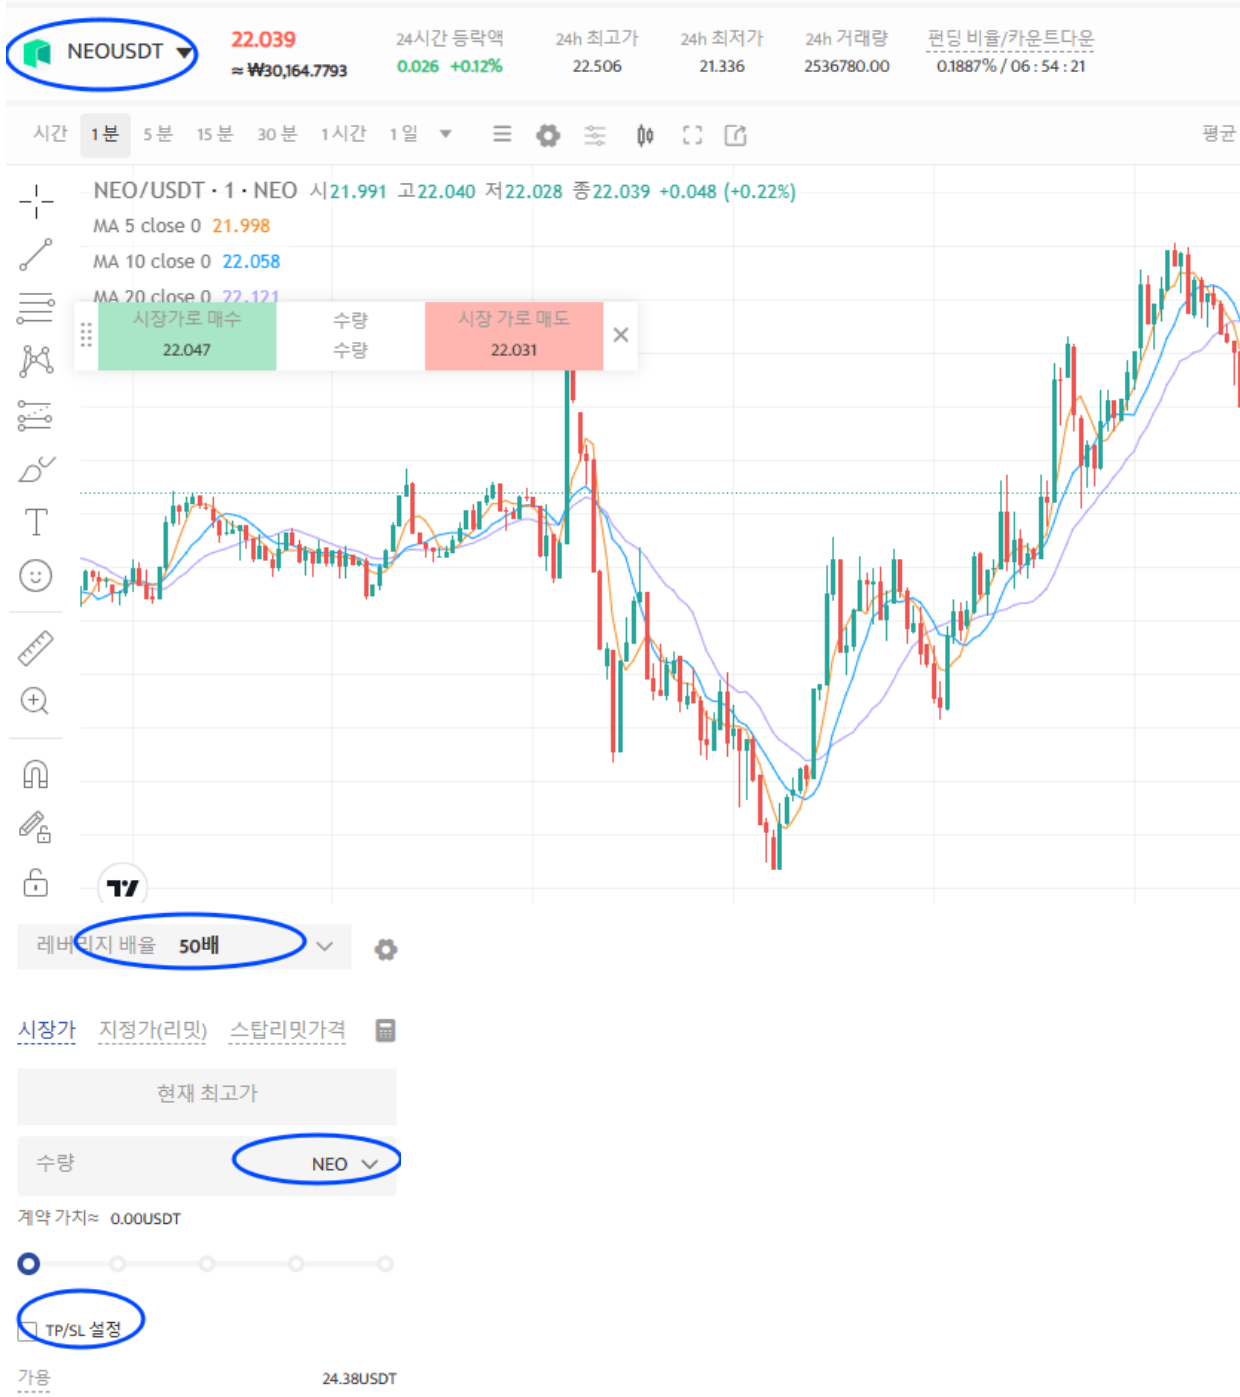 NEOUSDT
22.039
≈ ₩30,164.7793
24시간 등락액
0.026 +0.12%
24h 최고가
22.506
24h 최저가
21.336
24h 거래량
2536780.00
펀딩 비율/카운트다운
0.1887% / 06 : 54 : 21
시간 1분 5분 15분 30분 1시간 1일
평균
NEO/USDT · 1 · NEO 시21.991 고22.040 저22.028 종22.039 +0.048 (+0.22%)
MA 5 close 0 21.998
MA 10 close 0 22.058
MA 20 close 0 22.121
시장가로 매수
22.047
수량
수량
시장 가로 매도
22.031
레버리지 배율 50배
시장가 지정가(리밋) 스탑리밋가격
현재 최고가
수량 NEO
계약 가치≈ 0.00USDT
TP/SL 설정
가용 24.38USDT